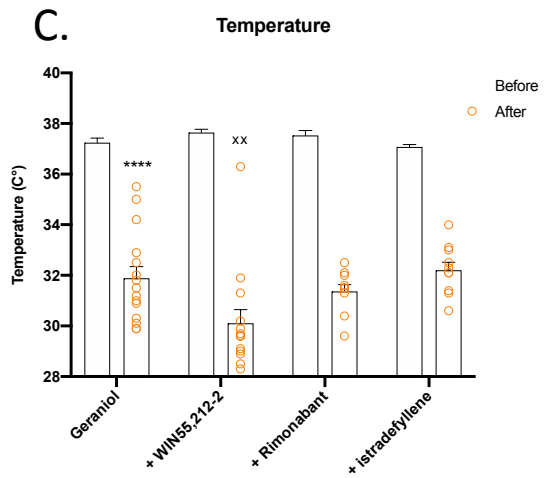 C.
Temperature
Before
After
Temperature (C°)
40
38
36
34
32
30
28
****
xx
Geraniol
+ WIN55,212-2
+ Rimonabant
+ istradefyllene